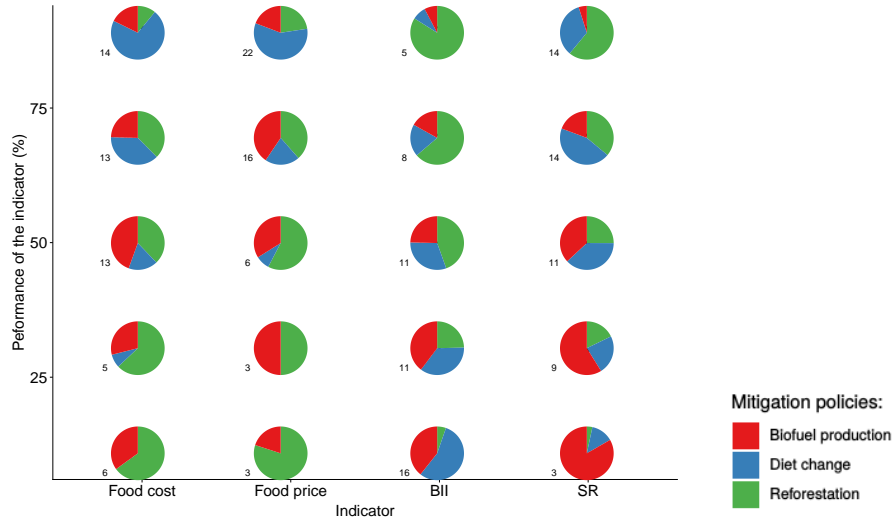 14
22
5
14
75
13
16
8
14
50
13
6
11
11
25
5
3
11
9
6
3
16
3
Food cost
Food price
BII
SR
Indicator
Peformance of the indicator (%)
Mitigation policies:
Biofuel production
Diet change
Reforestation